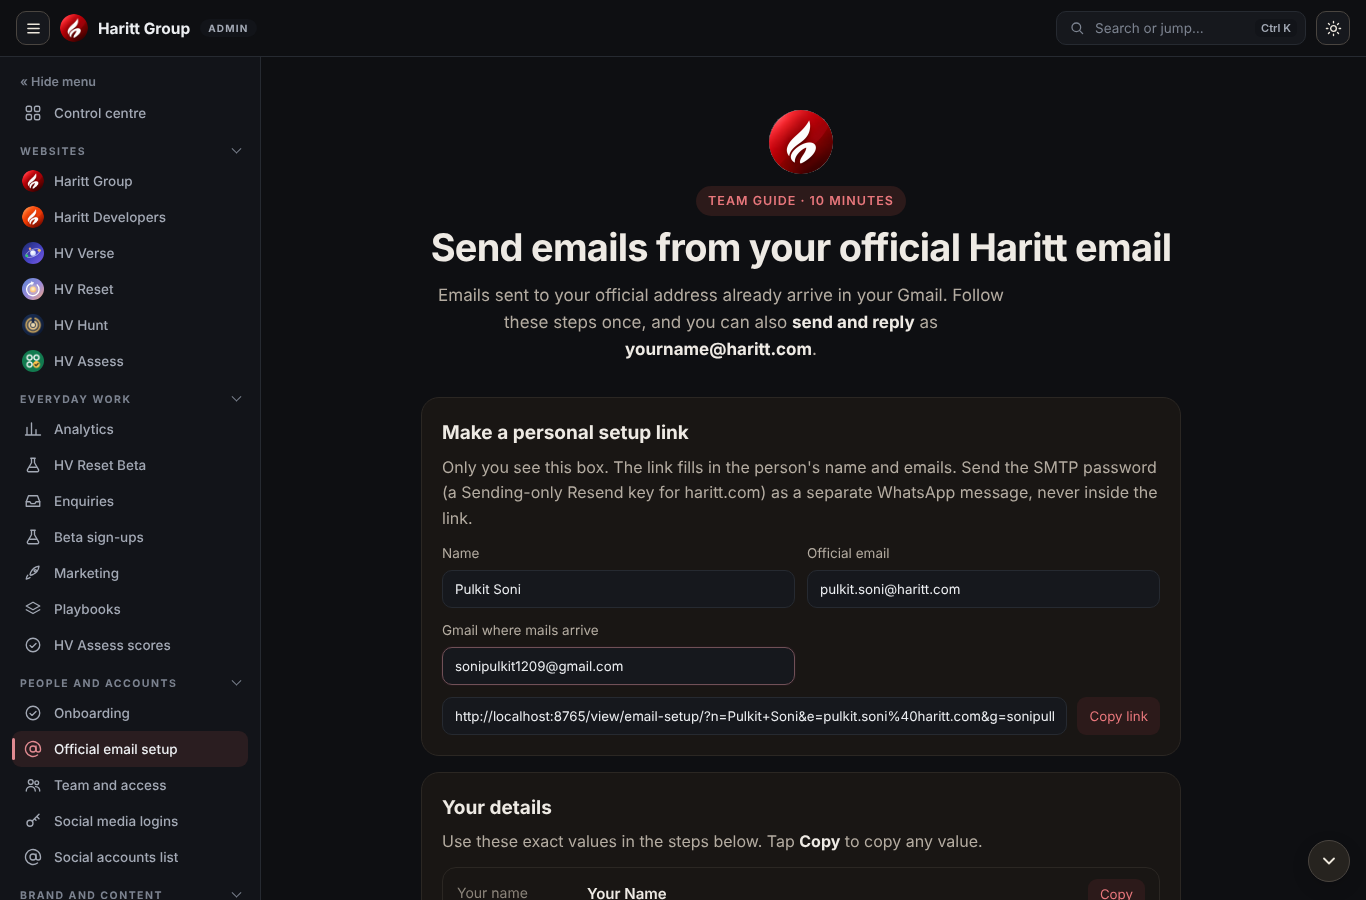 Haritt Group ADMIN
Search or jump... Ctrl K
« Hide menu
Control centre
WEBSITES
Haritt Group
Haritt Developers
HV Verse
HV Reset
HV Hunt
HV Assess
EVERYDAY WORK
Analytics
HV Reset Beta
Enquiries
Beta sign-ups
Marketing
Playbooks
HV Assess scores
PEOPLE AND ACCOUNTS
Onboarding
Official email setup
Team and access
Social media logins
Social accounts list
BRAND AND CONTENT
TEAM GUIDE · 10 MINUTES
Send emails from your official Haritt email
Emails sent to your official address already arrive in your Gmail. Follow
these steps once, and you can also send and reply as
yourname@haritt.com.
Make a personal setup link
Only you see this box. The link fills in the person's name and emails. Send the SMTP password
(a Sending-only Resend key for haritt.com) as a separate WhatsApp message, never inside the
link.
Name
Pulkit Soni
Official email
pulkit.soni@haritt.com
Gmail where mails arrive
sonipulkit1209@gmail.com
http://localhost:8765/view/email-setup/?n=Pulkit+Soni&e=pulkit.soni%40haritt.com&g=sonipull
Copy link
Your details
Use these exact values in the steps below. Tap Copy to copy any value.
Your name Your Name Copy